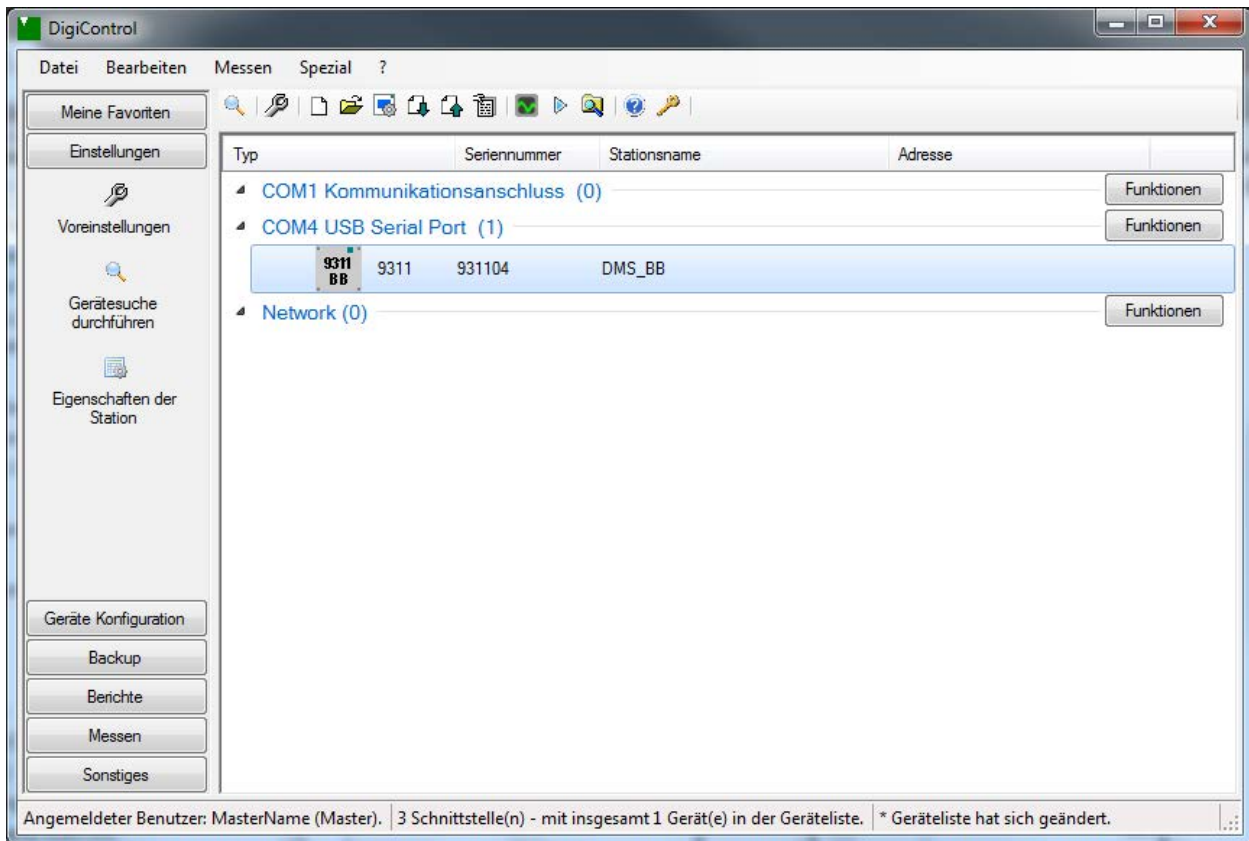 DigiControl
Datei Bearbeiten Messen Spezial ?
Meine Favoriten
Einstellungen
Voreinstellungen
Gerätesuche
durchführen
Eigenschaften der
Station
Geräte Konfiguration
Backup
Berichte
Messen
Sonstiges
Typ Seriennummer Stationsname Adresse
COM1 Kommunikationsanschluss (0) Funktionen
COM4 USB Serial Port (1) Funktionen
9311
BB
9311 931104 DMS_BB
Network (0) Funktionen
Angemeldeter Benutzer: MasterName (Master). 3 Schnittstelle(n) - mit insgesamt 1 Gerät(e) in der Geräteliste. * Geräteliste hat sich geändert.